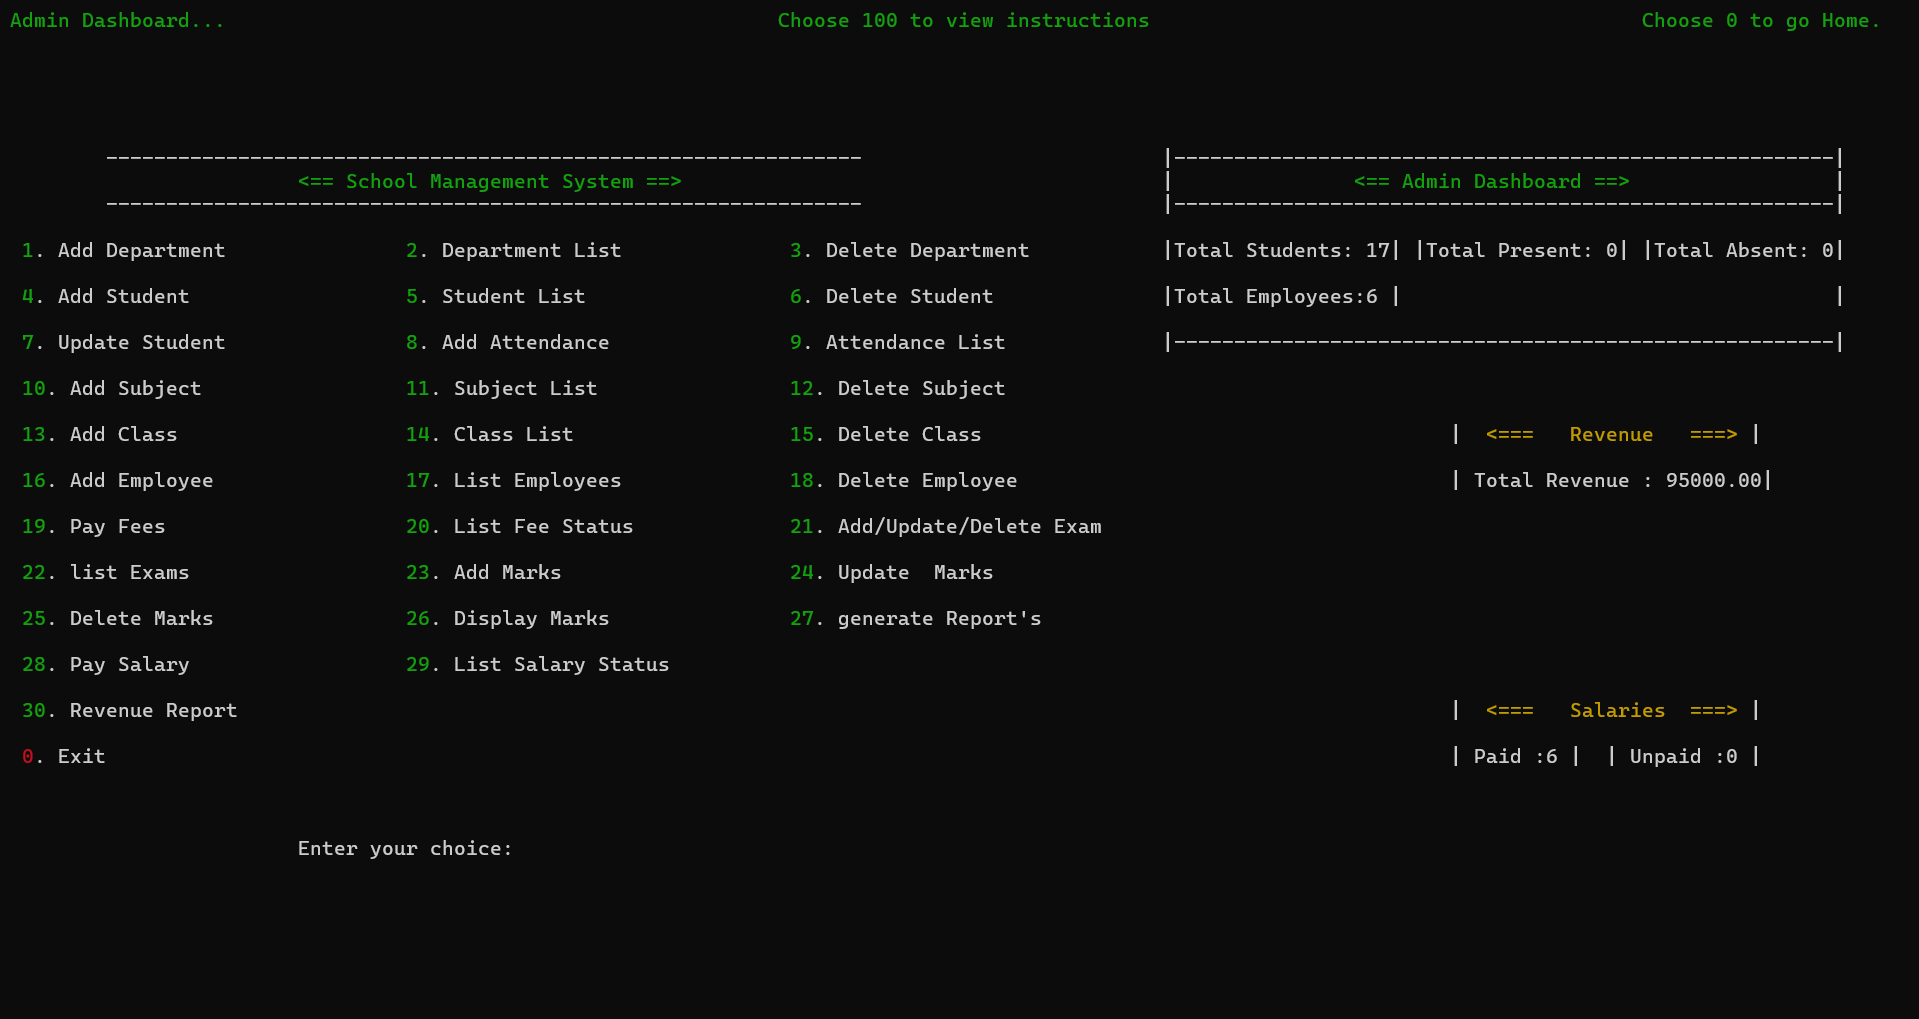 Admin Dashboard... Choose 100 to view instructions Choose 0 to go Home.
<== School Management System ==> | <== Admin Dashboard ==> |
1. Add Department 2. Department List 3. Delete Department |Total Students: 17| |Total Present: 0| |Total Absent: 0|
4. Add Student 5. Student List 6. Delete Student |Total Employees:6 | |
7. Update Student 8. Add Attendance 9. Attendance List
10. Add Subject 11. Subject List 12. Delete Subject
13. Add Class 14. Class List 15. Delete Class | <=== Revenue ===> |
16. Add Employee 17. List Employees 18. Delete Employee | Total Revenue : 95000.00|
19. Pay Fees 20. List Fee Status 21. Add/Update/Delete Exam
22. list Exams 23. Add Marks 24. Update  Marks
25. Delete Marks 26. Display Marks 27. generate Report's
28. Pay Salary 29. List Salary Status
30. Revenue Report | <=== Salaries ===> |
0. Exit | Paid :6 | | Unpaid :0 |
Enter your choice: